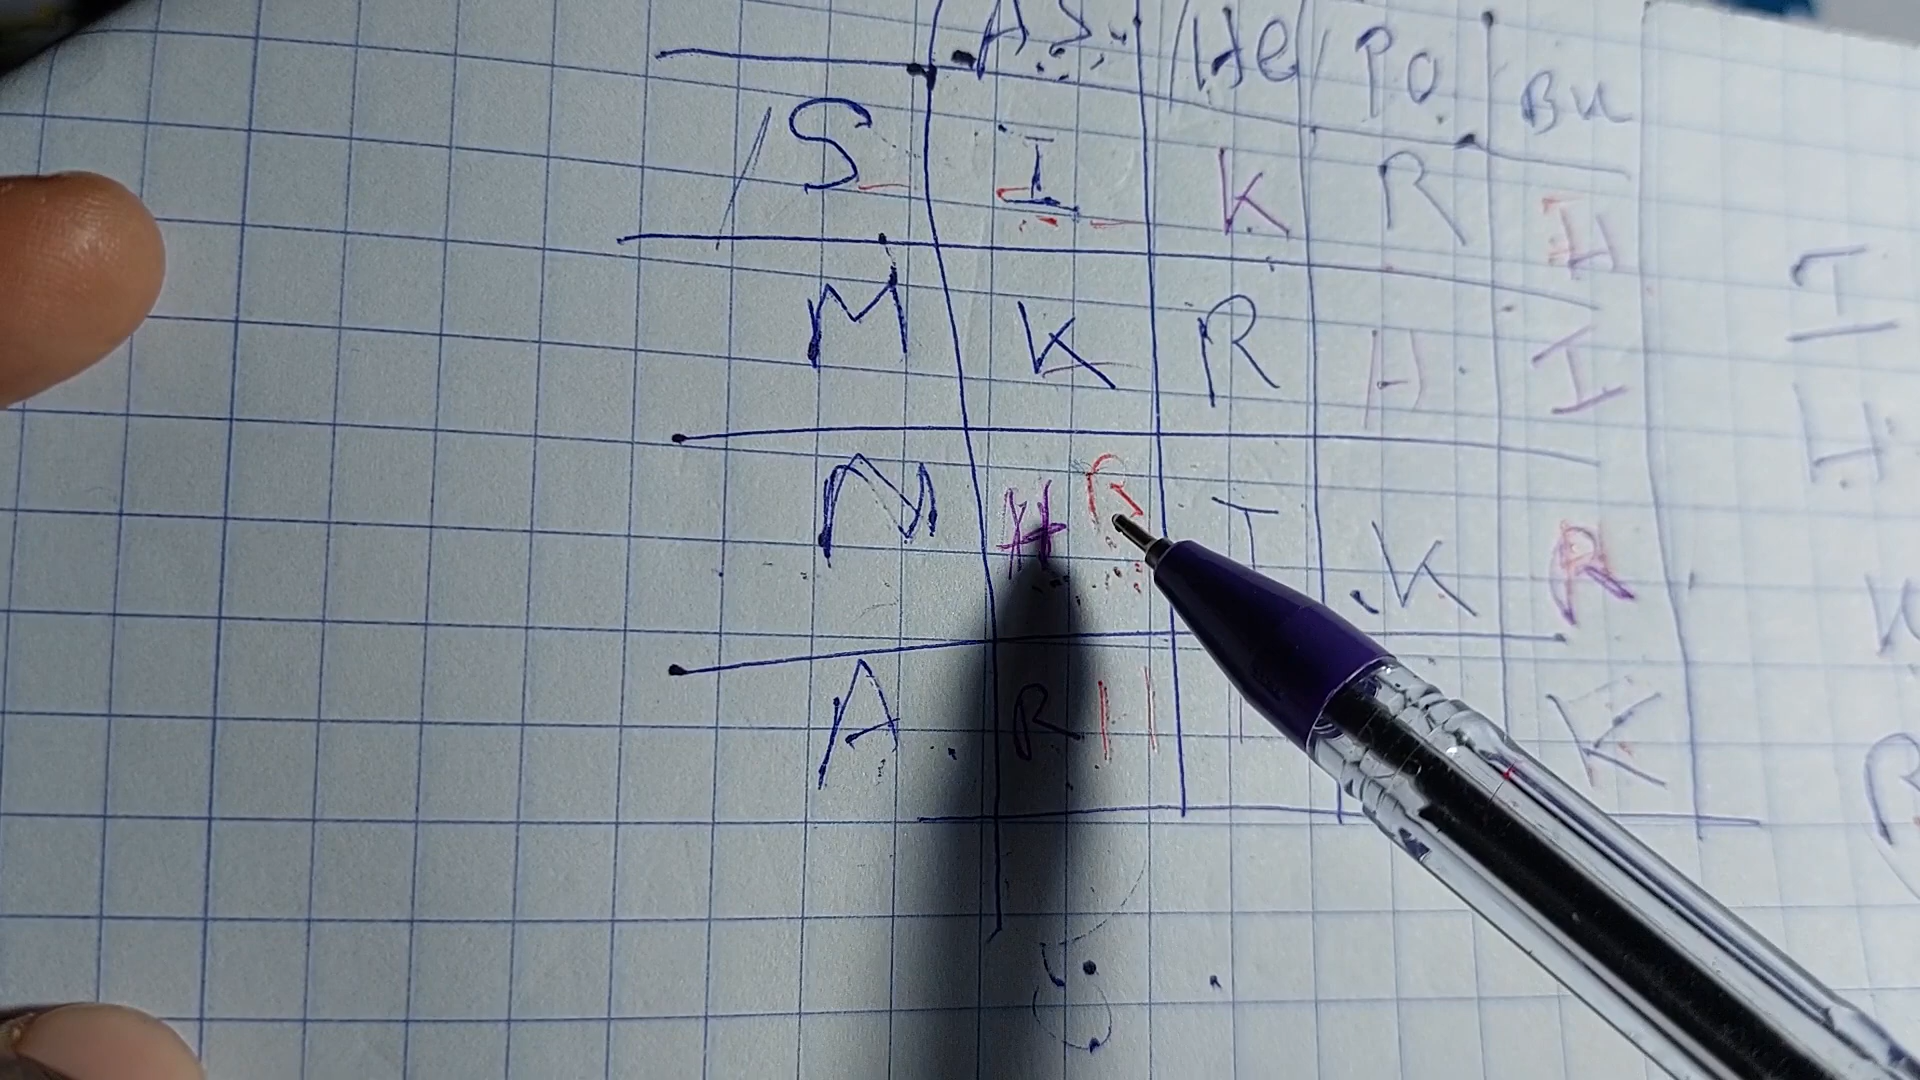 AS He Po Bu
S I K R H I
M K R H I H
N H R I K R K
A R H K R